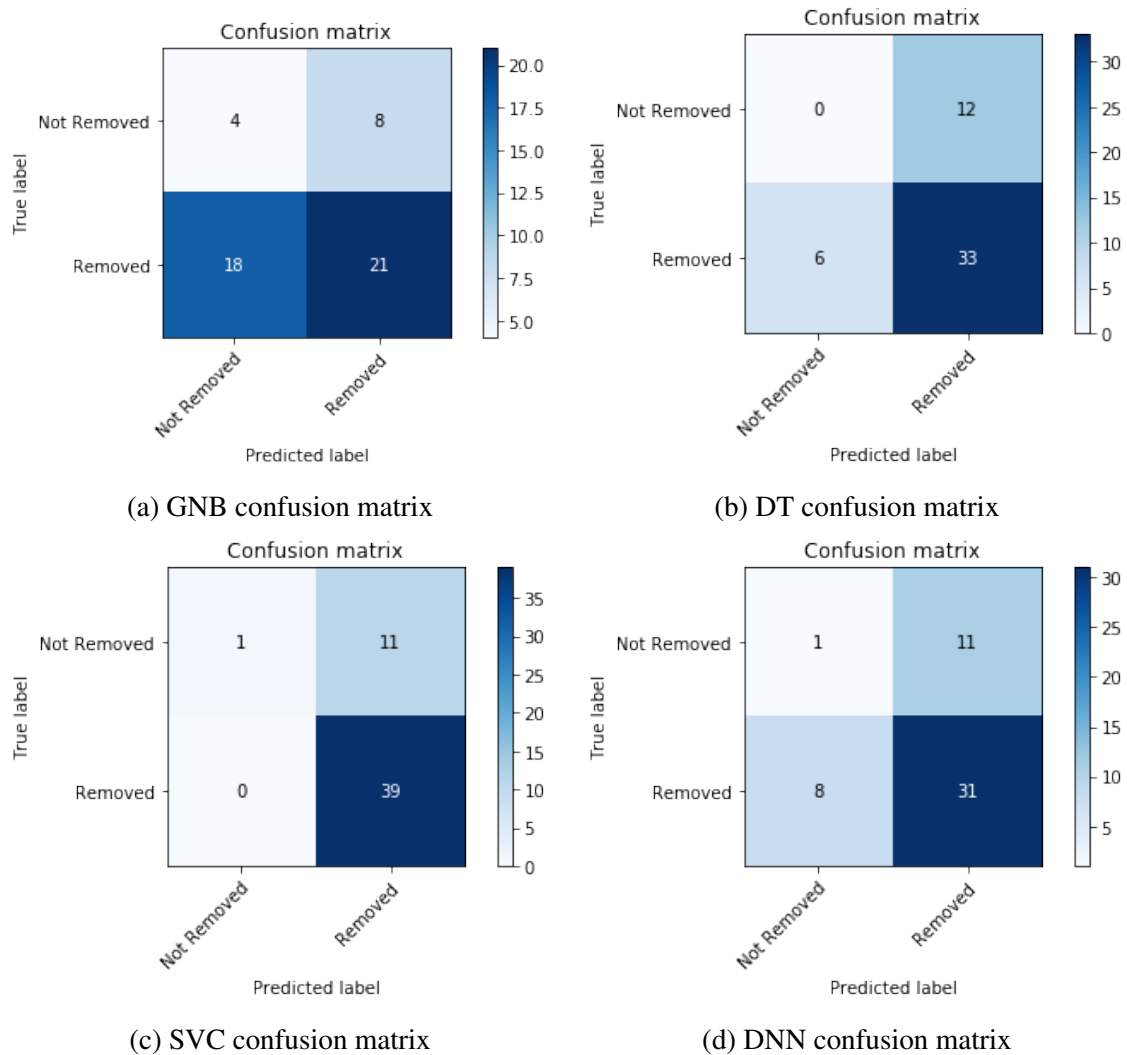 Confusion matrix
True label
Not Removed
Removed
4
8
18
21
20.0
17.5
15.0
12.5
10.0
7.5
5.0
Not Removed
Removed
Predicted label
(a) GNB confusion matrix
Confusion matrix
True label
Not Removed
Removed
0
12
6
33
30
25
20
15
10
5
0
Not Removed
Removed
Predicted label
(b) DT confusion matrix
Confusion matrix
True label
Not Removed
Removed
1
11
0
39
35
30
25
20
15
10
5
0
Not Removed
Removed
Predicted label
(c) SVC confusion matrix
Confusion matrix
True label
Not Removed
Removed
1
11
8
31
30
25
20
15
10
5
Not Removed
Removed
Predicted label
(d) DNN confusion matrix